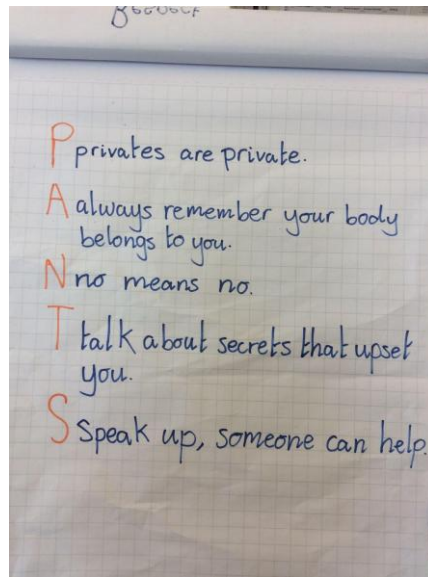 P privates are private.
A always remember your body
belongs to you.
N no means no.
T talk about secrets that upset
you.
S Speak up, someone can help.